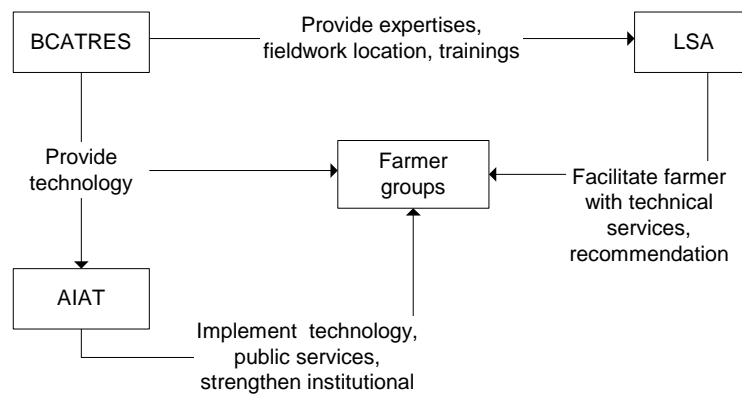 BCATRES
Provide expertises,
fieldwork location, trainings
LSA
Provide
technology
Farmer
groups
Facilitate farmer
with technical
services,
recommendation
AIAT
Implement technology,
public services,
strengthen institutional